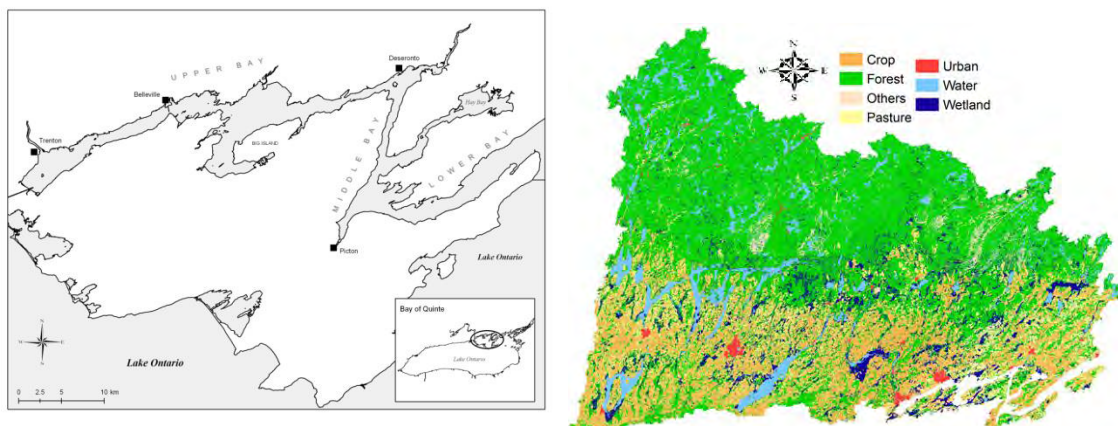 UPPER BAY
Deseronto
Belleville
Hay Bay
Trenton
BIG ISLAND
MIDDLE BAY
LOWER BAY
Picton
Lake Ontario
Lake Ontario
N
W E
S
0 2.5 5 10 km
Bay of Quinte
Lake Ontario
N
W E
S
Crop
Forest
Others
Pasture
Urban
Water
Wetland